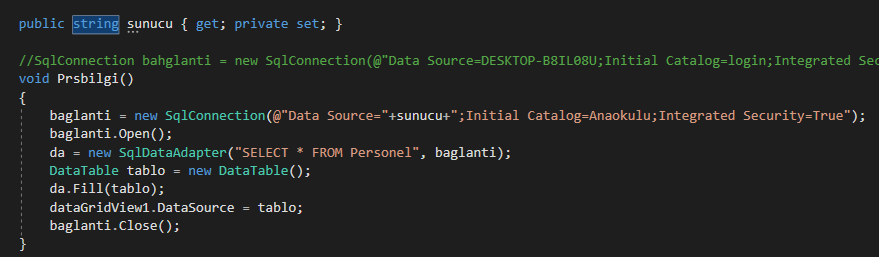 public string sunucu { get; private set; }
//SqlConnection bahglanti = new SqlConnection(@"Data Source=DESKTOP-B8IL08U;Initial Catalog=login;Integrated Sec
void Prsbilgi()
{
baglanti = new SqlConnection(@"Data Source="+sunucu+";Initial Catalog=Anaokulu;Integrated Security=True");
baglanti.Open();
da = new SqlDataAdapter("SELECT * FROM Personel", baglanti);
DataTable tablo = new DataTable();
da.Fill(tablo);
dataGridView1.DataSource = tablo;
baglanti.Close();
}